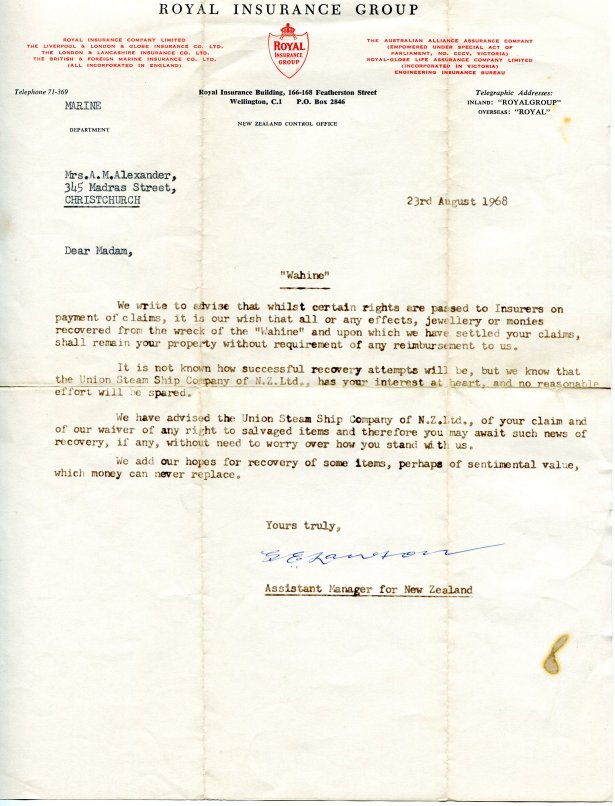 ROYAL INSURANCE GROUP
ROYAL INSURANCE COMPANY LIMITED
THE LIVERPOOL & LONDON & GLOBE INSURANCE CO. LTD.
THE LONDON & LANCASHIRE INSURANCE CO. LTD.
THE BRITISH & FOREIGN MARINE INSURANCE CO. LTD.
(ALL INCORPORATED IN ENGLAND)
ROYAL
INSURANCE
GROUP
THE AUSTRALIAN ALLIANCE ASSURANCE COMPANY
(EMPOWERED UNDER SPECIAL ACT OF
PARLIAMENT, NO. CCCV, VICTORIA)
ROYAL-GLOBE LIFE ASSURANCE COMPANY LIMITED
(INCORPORATED IN VICTORIA)
ENGINEERING INSURANCE BUREAU
Telephone 71-369
MARINE
DEPARTMENT
Royal Insurance Building, 166-168 Featherston Street
Wellington, C.1 P.O. Box 2846
NEW ZEALAND CONTROL OFFICE
Telegraphic Addresses:
INLAND: "ROYALGROUP"
OVERSEAS: "ROYAL"
Mrs.A.M.Alexander,
345 Madras Street,
CHRISTCHURCH
23rd August 1968
Dear Madam,
"Wahine"
We write to advise that whilst certain rights are passed to Insurers on
payment of claims, it is our wish that all or any effects, jewellery or monies
recovered from the wreck of the "Wahine" and upon which we have settled your claims,
shall remain your property without requirement of any reimbursement to us.
It is not known how successful recovery attempts will be, but we know that
the Union Steam Ship Company of N.Z.Ltd., has your interest at heart, and no reasonable
effort will be spared.
We have advised the Union Steam Ship Company of N.Z.Ltd., of your claim and
of our waiver of any right to salvaged items and therefore you may await such news of
recovery, if any, without need to worry over how you stand with us.
We add our hopes for recovery of some items, perhaps of sentimental value,
which money can never replace.
Yours truly,
Assistant Manager for New Zealand